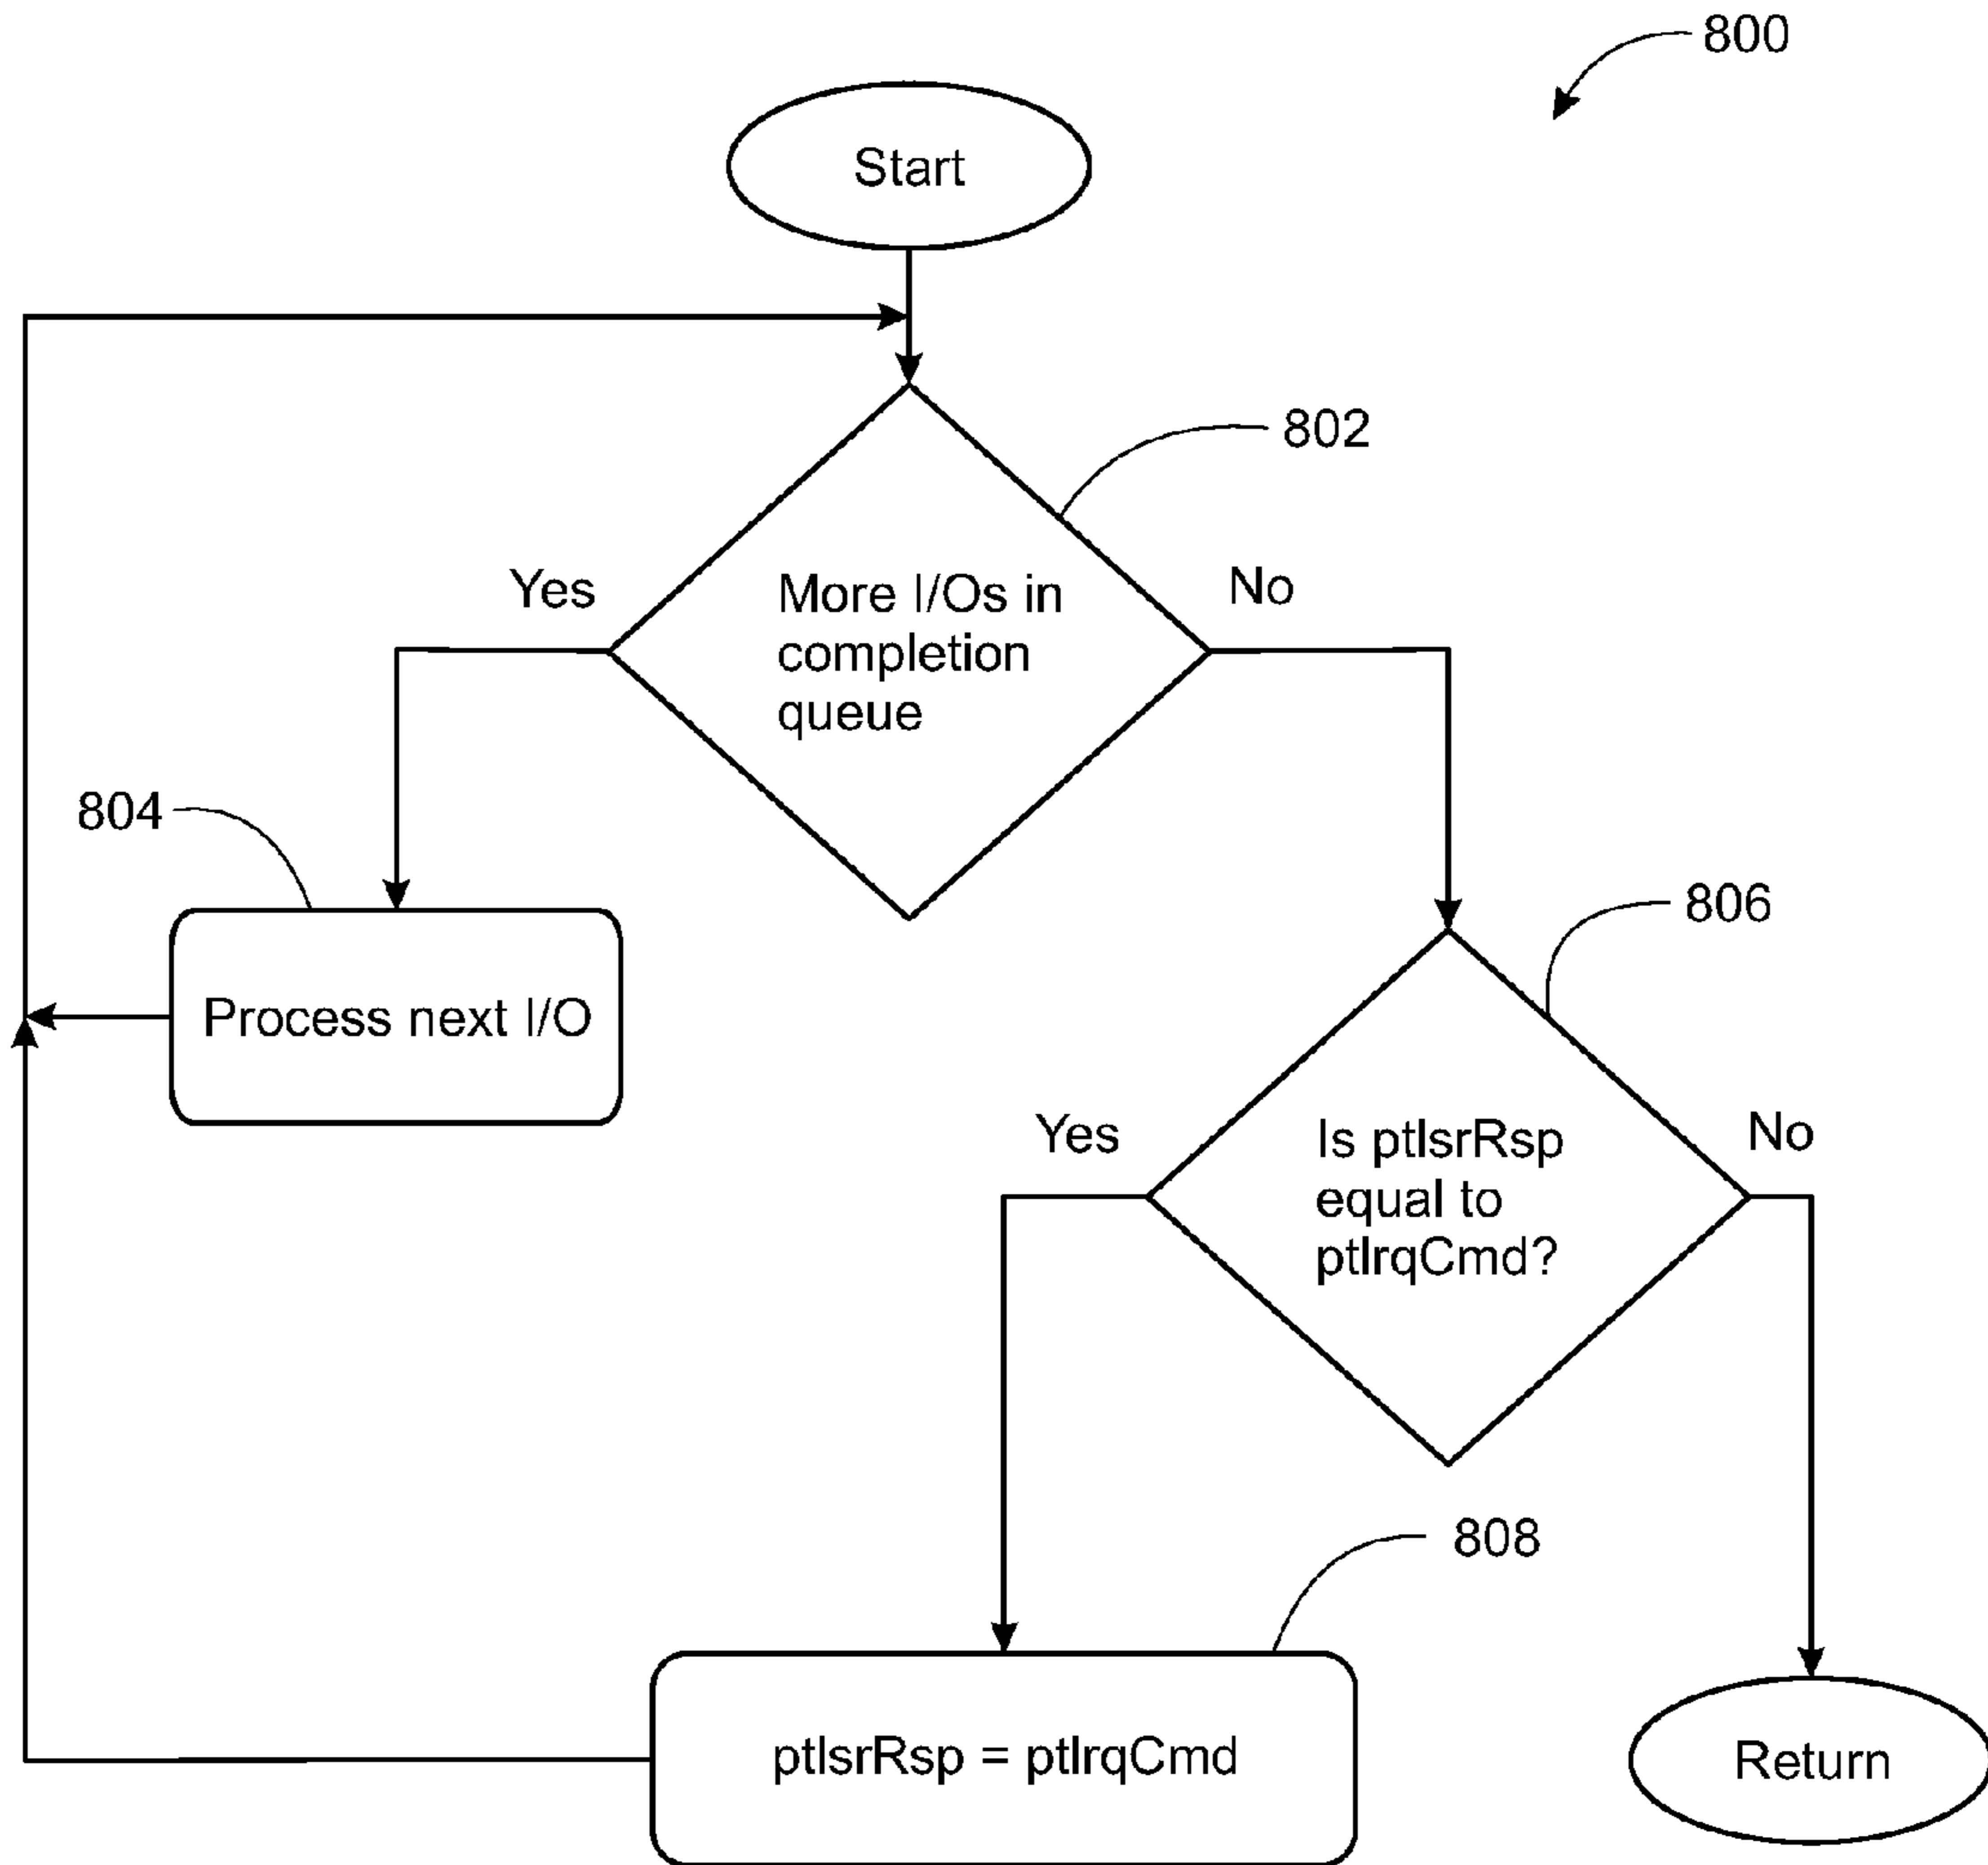 800
Start
802
Yes
No
More I/Os in
completion
queue
804
Process next I/O
806
Yes
No
Is ptIsrRsp
equal to
ptIrqCmd?
808
ptIsrRsp = ptIrqCmd
Return